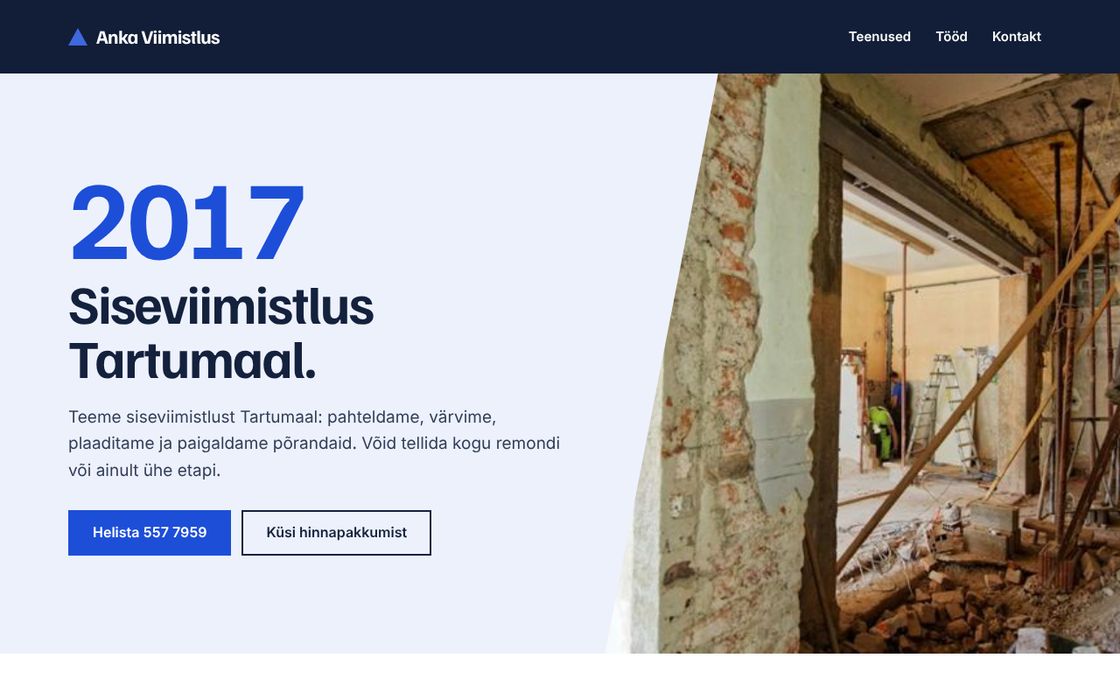 Anka Viimistlus
Teenused Tööd Kontakt
2017
Siseviimistlus
Tartumaal.
Teeme siseviimistlust Tartumaal: pahteldame, värvime,
plaaditame ja paigaldame põrandaid. Võid tellida kogu remondi
või ainult ühe etapi.
Helista 557 7959
Küsi hinnapakkumist